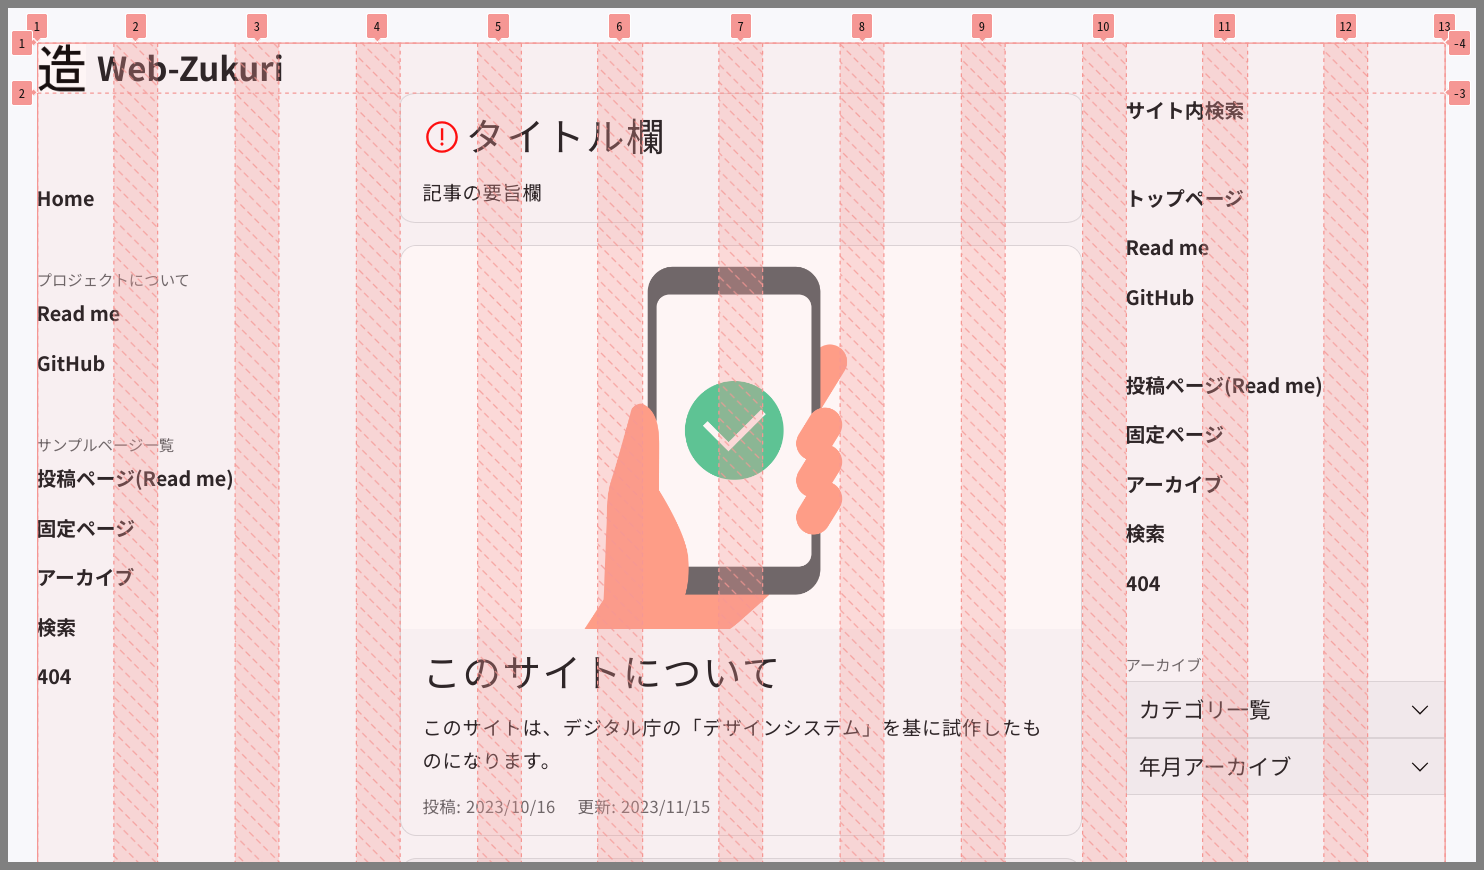 1 2 3 4 5 6 7 8 9 10 11 12 13
1
-4
造 Web-Zukuri
2
-3
Home
プロジェクトについて
Read me
GitHub
サンプルページ一覧
投稿ページ(Read me)
固定ページ
アーカイブ
検索
404
タイトル欄
記事の要旨欄
このサイトについて
このサイトは、デジタル庁の「デザインシステム」を基に試作したも
のになります。
投稿: 2023/10/16 更新: 2023/11/15
サイト内検索
トップページ
Read me
GitHub
投稿ページ(Read me)
固定ページ
アーカイブ
検索
404
アーカイブ
カテゴリー覧
年月アーカイブ